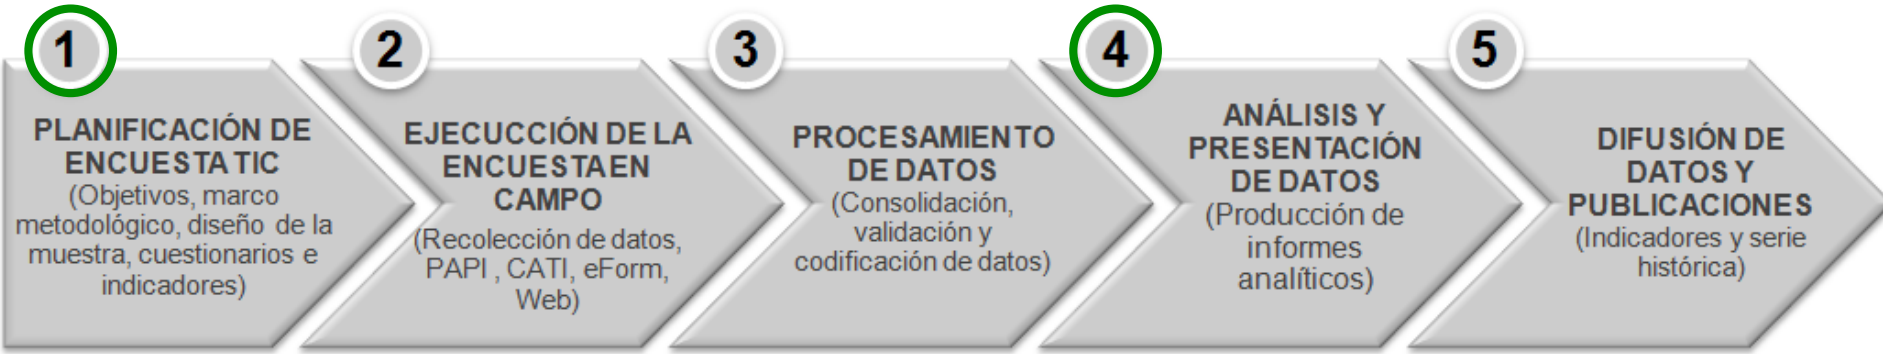 1
PLANIFICACIÓN DE
ENCUESTA TIC
(Objetivos, marco
metodológico, diseño de la
muestra, cuestionarios e
indicadores)
2
EJECUCCIÓN DE LA
ENCUESTA EN
CAMPO
(Recolección de datos,
PAPI , CATI, eForm,
Web)
3
PROCESAMIENTO
DE DATOS
(Consolidación,
validación y
codificación de datos)
4
ANÁLISIS Y
PRESENTACIÓN
DE DATOS
(Producción de
informes
analíticos)
5
DIFUSIÓN DE
DATOS Y
PUBLICACIONES
(Indicadores y serie
histórica)